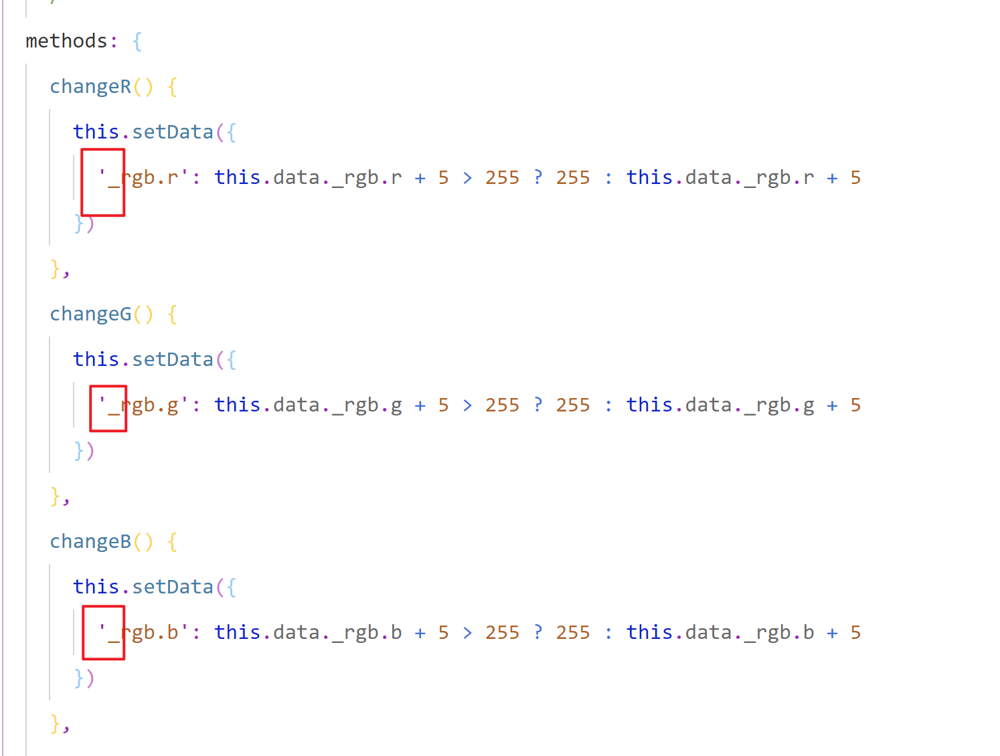 methods: {
changeR() {
this.setData({
'_rgb.r': this.data._rgb.r + 5 > 255 ? 255 : this.data._rgb.r + 5
})
},
changeG() {
this.setData({
'_rgb.g': this.data._rgb.g + 5 > 255 ? 255 : this.data._rgb.g + 5
})
},
changeB() {
this.setData({
'_rgb.b': this.data._rgb.b + 5 > 255 ? 255 : this.data._rgb.b + 5
})
},